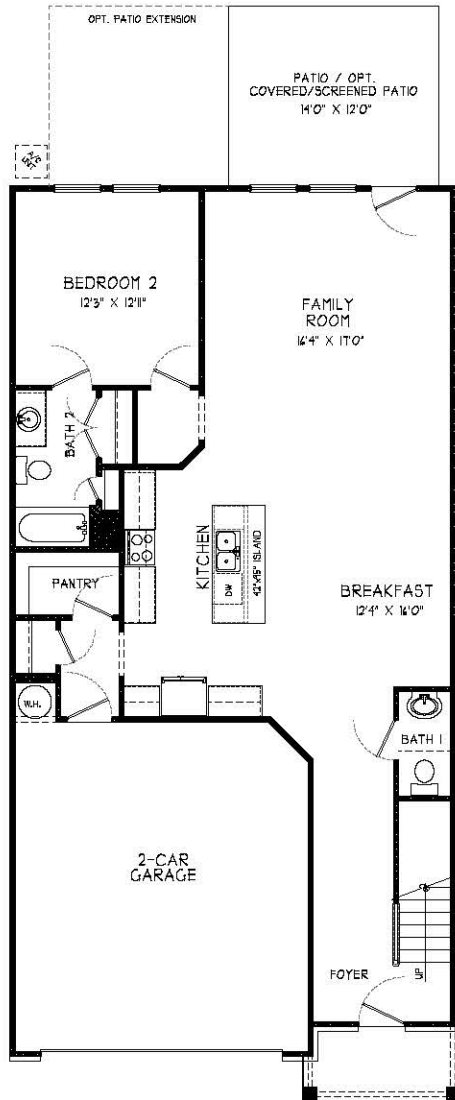 OPT. PATIO EXTENSION
PATIO / OPT.
COVERED/SCREENED PATIO
14'0" X 12'0"
A/C
UNIT
BEDROOM 2
12'3" X 12'11"
FAMILY
ROOM
16'4" X 17'0"
BATH 2
KITCHEN
DW
42"x95" ISLAND
PANTRY
BREAKFAST
12'4" X 16'0"
W.H.
BATH 1
2-CAR
GARAGE
FOYER
UP